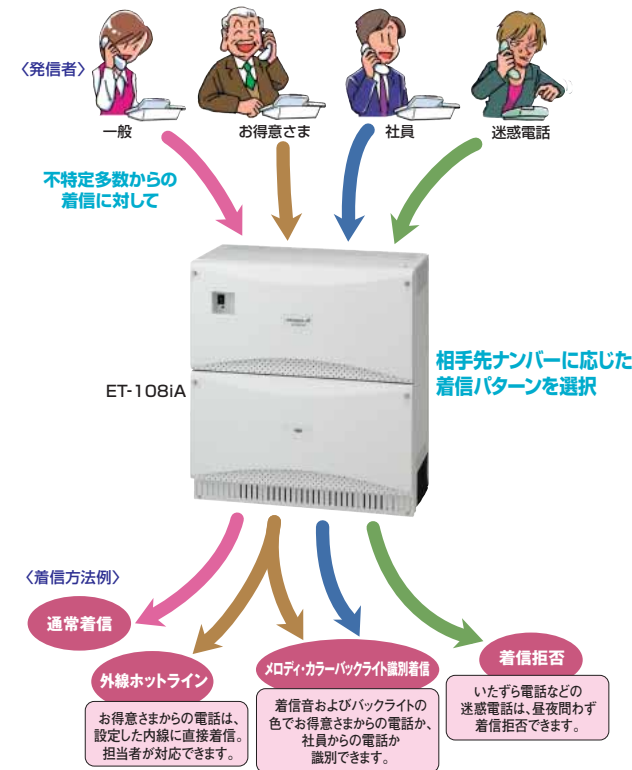 〈発信者〉
一般
お得意さま
社員
迷惑電話
不特定多数からの
着信に対して
ET-108iA
相手先ナンバーに応じた
着信パターンを選択
〈着信方法例〉
通常着信
外線ホットライン
お得意さまからの電話は、
設定した内線に直接着信。
担当者が対応できます。
メロディ・カラーバックライト識別着信
着信音およびバックライトの
色でお得意さまからの電話か、
社員からの電話か
識別できます。
着信拒否
いたずら電話などの
迷惑電話は、昼夜問わず
着信拒否できます。